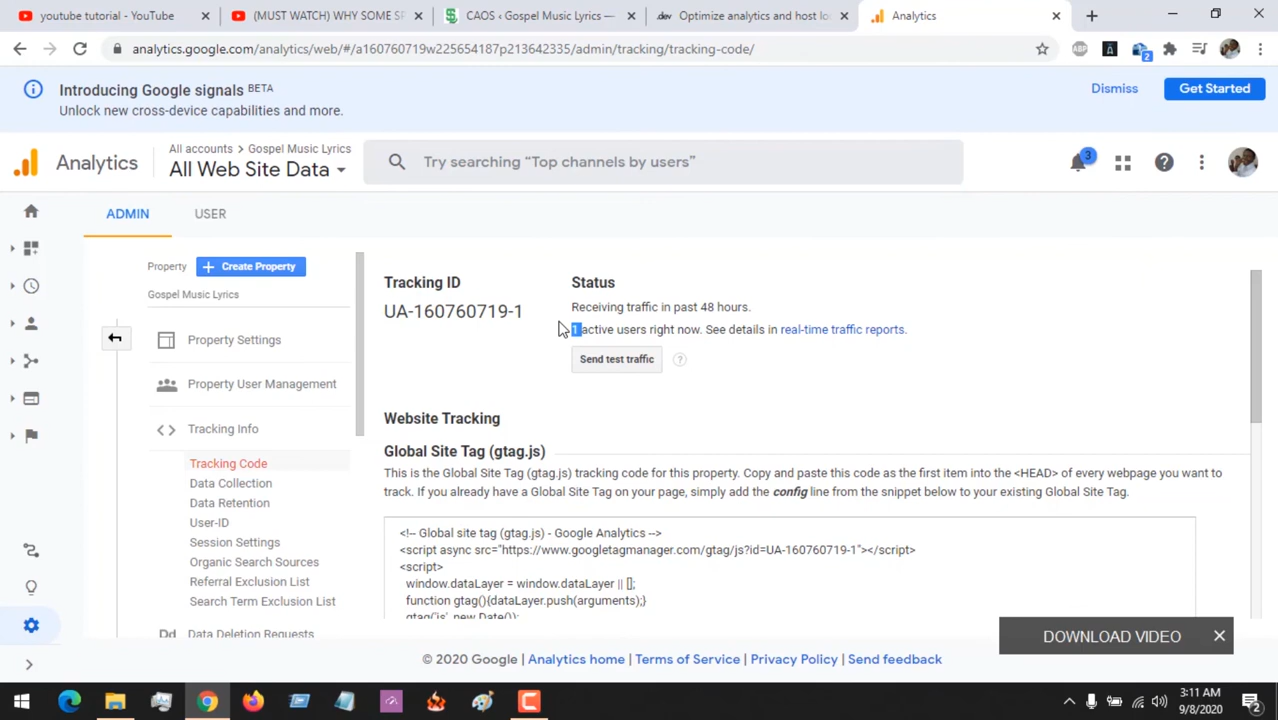 youtube tutorial - YouTube
(MUST WATCH) WHY SOME SP
CAOS ‹ Gospel Music Lyrics —
.dev
Optimize analytics and host lo
Analytics
analytics.google.com/analytics/web/#/a160760719w225654187p213642335/admin/tracking/tracking-code/
ABP
2
Introducing Google signals BETA
Unlock new cross-device capabilities and more.
Dismiss
Get Started
Analytics
All accounts > Gospel Music Lyrics
All Web Site Data
Try searching “Top channels by users”
3
ADMIN
USER
Property
+ Create Property
Gospel Music Lyrics
Property Settings
Property User Management
Tracking Info
Tracking Code
Data Collection
Data Retention
User-ID
Session Settings
Organic Search Sources
Referral Exclusion List
Search Term Exclusion List
Dd Data Deletion Requests
Tracking ID
UA-160760719-1
Status
Receiving traffic in past 48 hours.
1 active users right now. See details in real-time traffic reports.
Send test traffic
?
Website Tracking
Global Site Tag (gtag.js)
This is the Global Site Tag (gtag.js) tracking code for this property. Copy and paste this code as the first item into the <HEAD> of every webpage you want to
track. If you already have a Global Site Tag on your page, simply add the config line from the snippet below to your existing Global Site Tag.
<!-- Global site tag (gtag.js) - Google Analytics -->
<script async src="https://www.googletagmanager.com/gtag/js?id=UA-160760719-1"></script>
<script>
window.dataLayer = window.dataLayer || [];
function gtag(){dataLayer.push(arguments);}
gtag('js', new Date());
DOWNLOAD VIDEO
© 2020 Google | Analytics home | Terms of Service | Privacy Policy | Send feedback
3:11 AM
9/8/2020
2